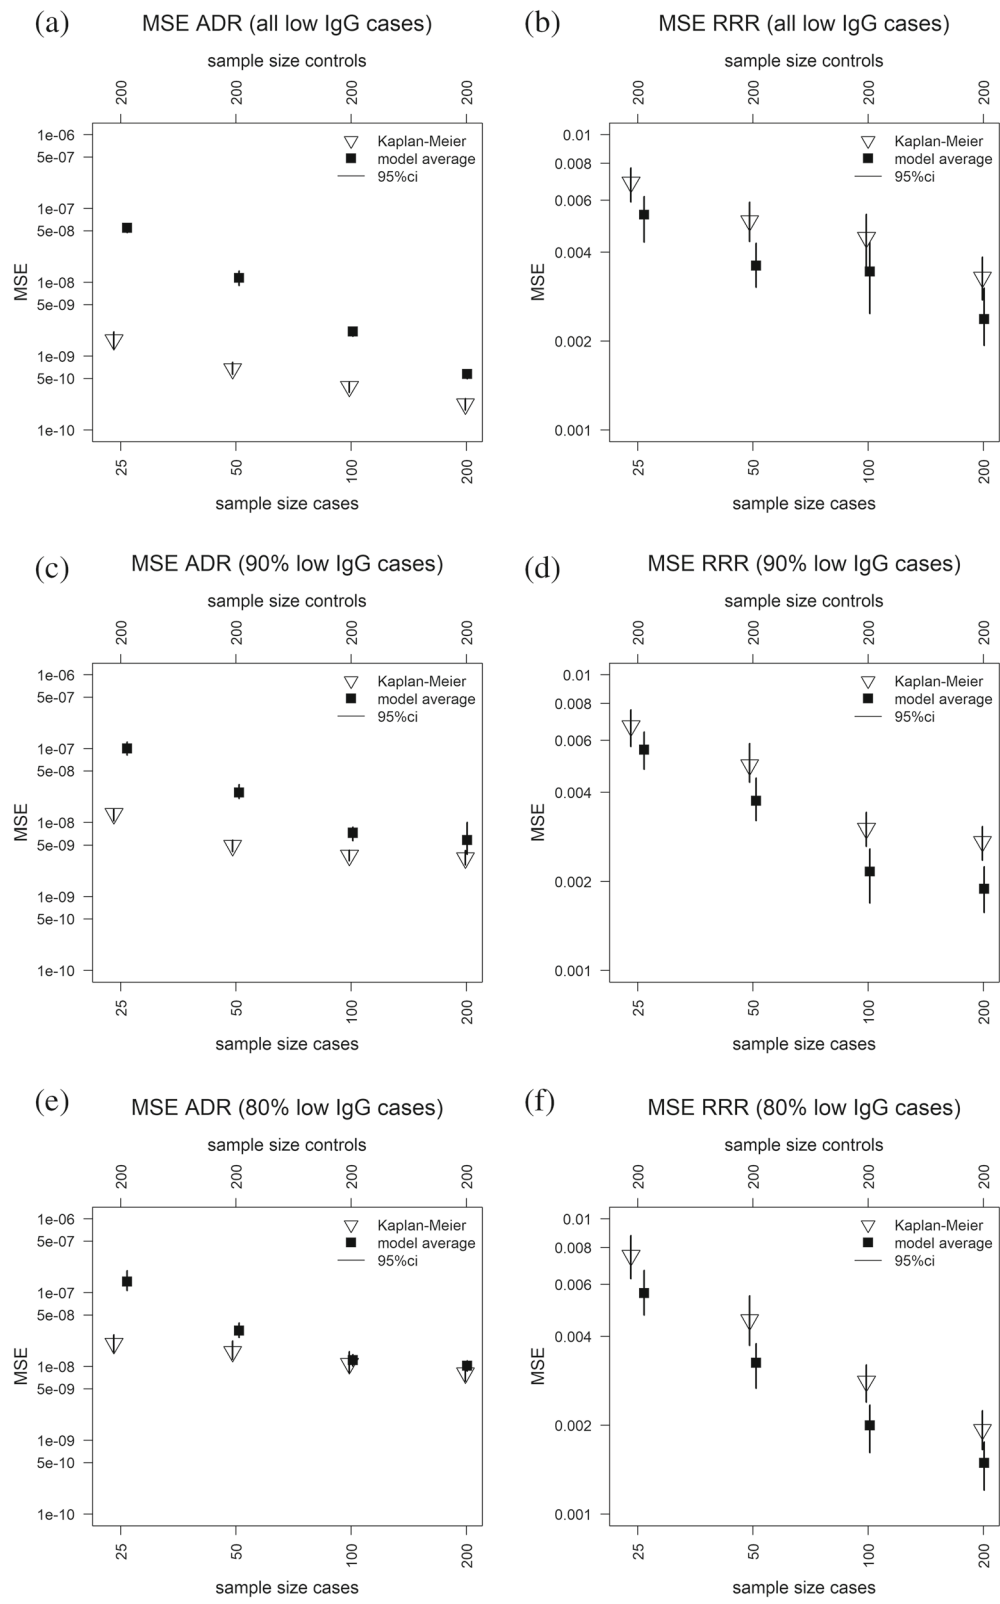 (a) MSE ADR (all low IgG cases)
sample size controls
200 200 200 200
1e-06
5e-07
1e-07
5e-08
1e-08
5e-09
1e-09
5e-10
1e-10
MSE
Kaplan-Meier
model average
95%ci
25 50 100 200
sample size cases
(b) MSE RRR (all low IgG cases)
sample size controls
200 200 200 200
0.01
0.008
0.006
0.004
0.002
0.001
MSE
Kaplan-Meier
model average
95%ci
25 50 100 200
sample size cases
(c) MSE ADR (90% low IgG cases)
sample size controls
200 200 200 200
1e-06
5e-07
1e-07
5e-08
1e-08
5e-09
1e-09
5e-10
1e-10
MSE
Kaplan-Meier
model average
95%ci
25 50 100 200
sample size cases
(d) MSE RRR (90% low IgG cases)
sample size controls
200 200 200 200
0.01
0.008
0.006
0.004
0.002
0.001
MSE
Kaplan-Meier
model average
95%ci
25 50 100 200
sample size cases
(e) MSE ADR (80% low IgG cases)
sample size controls
200 200 200 200
1e-06
5e-07
1e-07
5e-08
1e-08
5e-09
1e-09
5e-10
1e-10
MSE
Kaplan-Meier
model average
95%ci
25 50 100 200
sample size cases
(f) MSE RRR (80% low IgG cases)
sample size controls
200 200 200 200
0.01
0.008
0.006
0.004
0.002
0.001
MSE
Kaplan-Meier
model average
95%ci
25 50 100 200
sample size cases